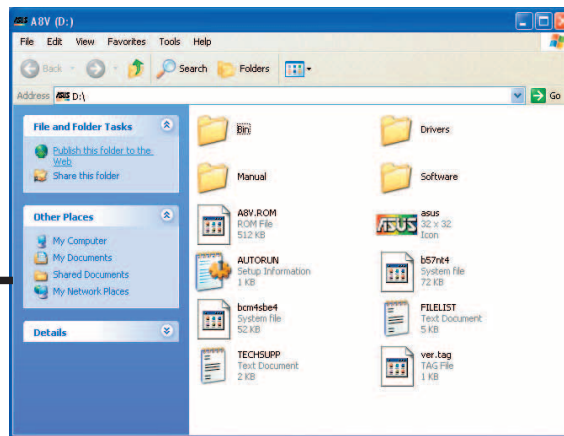 A8V (D:)
File Edit View Favorites Tools Help
Back Search Folders
Address D:\ Go
File and Folder Tasks
Publish this folder to the
Web
Share this folder
Other Places
My Computer
My Documents
Shared Documents
My Network Places
Details
Bin
Drivers
Manual
Software
A8V.ROM
ROM File
512 KB
asus
32 x 32
Icon
AUTORUN
Setup Information
1 KB
b57nt4
System file
72 KB
bcm4sbe4
System file
52 KB
FILELIST
Text Document
5 KB
TECHSUPP
Text Document
2 KB
ver.tag
TAG File
1 KB
ASUS